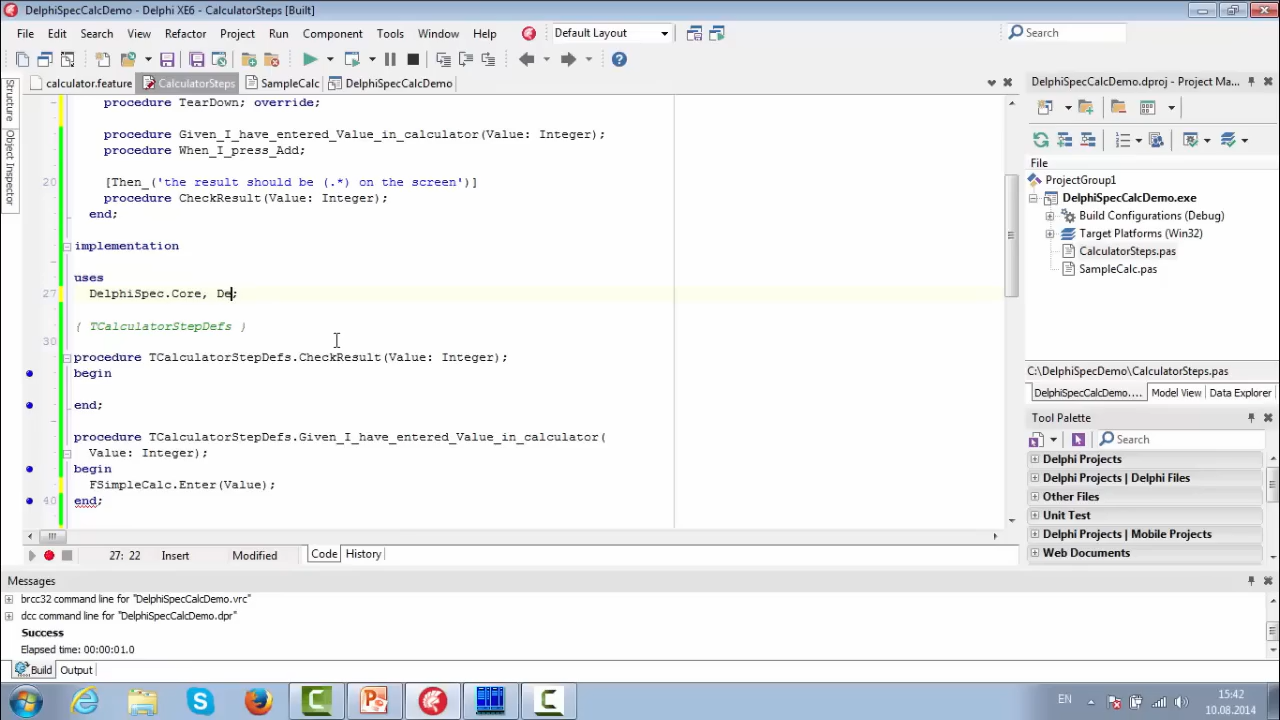 DelphiSpecCalcDemo - Delphi XE6 - CalculatorSteps [Built]
File Edit Search View Refactor Project Run Component Tools Window Help
Default Layout
Search
calculator.feature CalculatorSteps SampleCalc DelphiSpecCalcDemo
Structure
Object Inspector
procedure TearDown; override;
procedure Given_I_have_entered_Value_in_calculator(Value: Integer);
procedure When_I_press_Add;
20 [Then_('the result should be (.*) on the screen')]
procedure CheckResult(Value: Integer);
end;
implementation
uses
27 DelphiSpec.Core, De;
{ TCalculatorStepDefs }
30
procedure TCalculatorStepDefs.CheckResult(Value: Integer);
begin
end;
procedure TCalculatorStepDefs.Given_I_have_entered_Value_in_calculator(
Value: Integer);
begin
FSimpleCalc.Enter(Value);
40 end;
27: 22 Insert Modified Code History
DelphiSpecCalcDemo.dproj - Project Ma...
File
ProjectGroup1
DelphiSpecCalcDemo.exe
Build Configurations (Debug)
Target Platforms (Win32)
CalculatorSteps.pas
SampleCalc.pas
C:\DelphiSpecDemo\CalculatorSteps.pas
DelphiSpecCalcDemo.... Model View Data Explorer
Tool Palette
Search
Delphi Projects
Delphi Projects | Delphi Files
Other Files
Unit Test
Delphi Projects | Mobile Projects
Web Documents
Messages
brcc32 command line for "DelphiSpecCalcDemo.vrc"
dcc command line for "DelphiSpecCalcDemo.dpr"
Success
Elapsed time: 00:00:01.0
Build Output
EN
15:42
10.08.2014